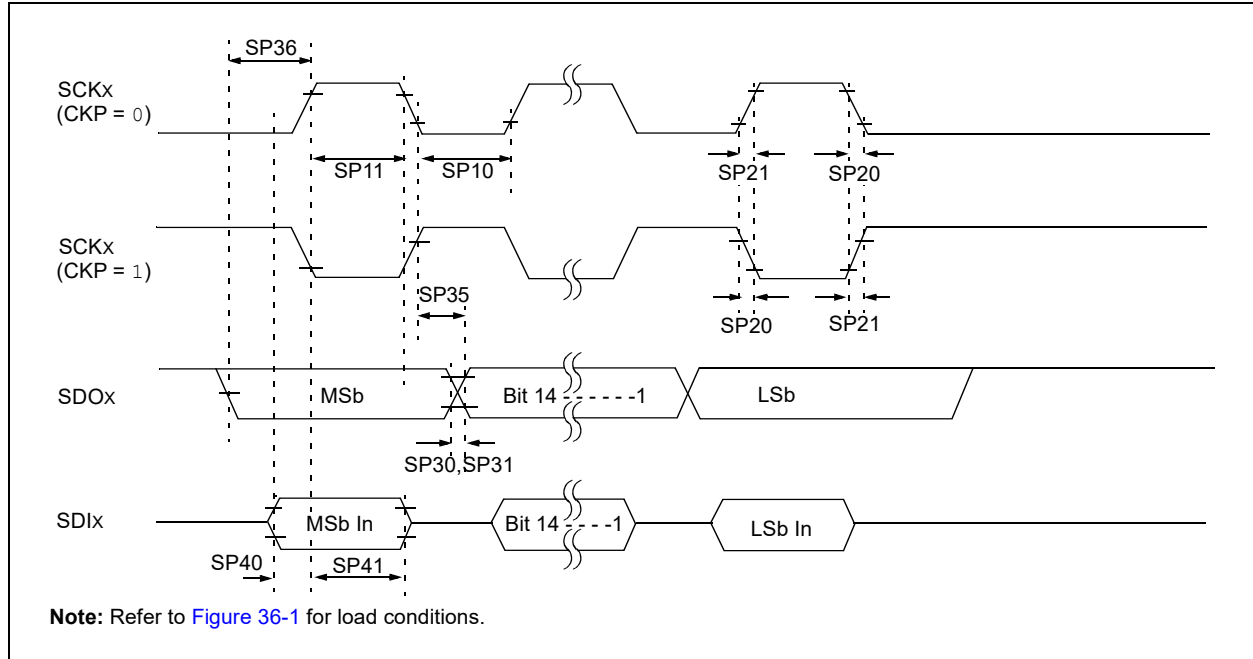 SP36
SCKx
(CKP = 0)
SP11
SP10
SP21
SP20
SCKx
(CKP = 1)
SP35
SP20
SP21
SDOx
MSb
Bit 14 - - - - - - -1
LSb
SP30,SP31
SDIx
MSb In
Bit 14 - - - -1
LSb In
SP40
SP41
Note: Refer to Figure 36-1 for load conditions.